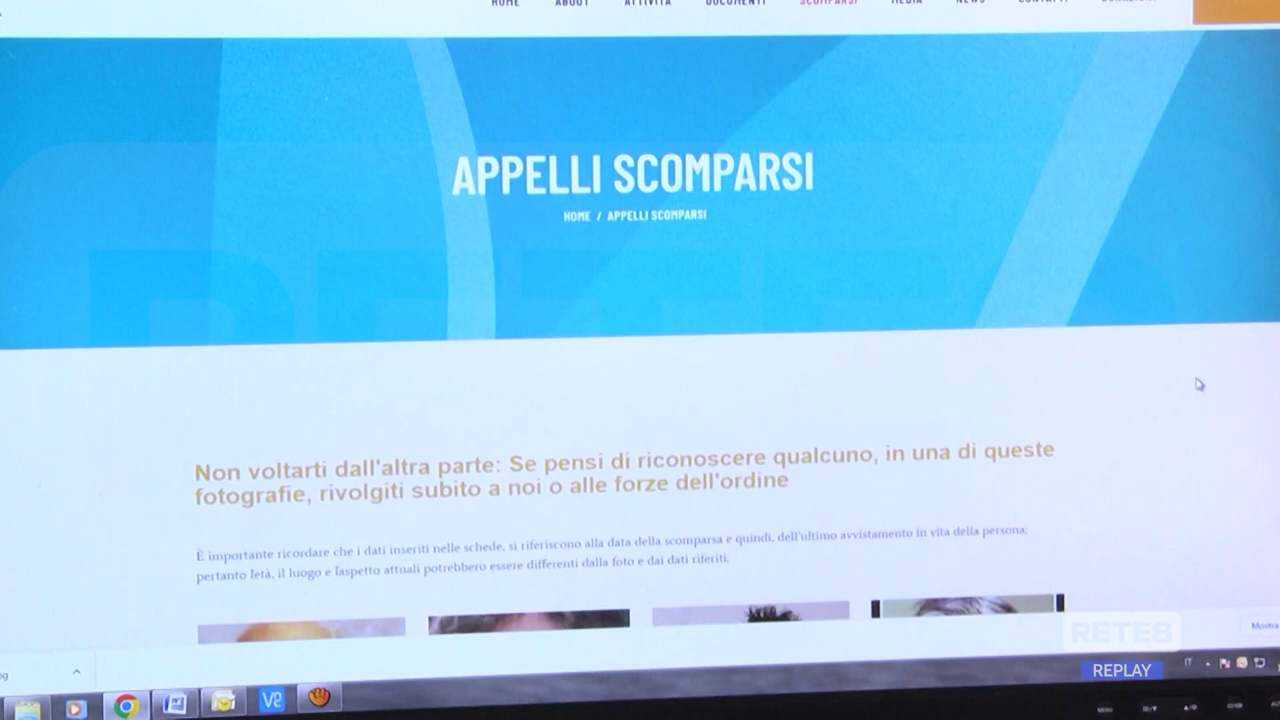 HOME ABOUT ATTIVITÀ DOCUMENTI SCOMPARSI MEDIA NEWS CONTATTI
APPELLI SCOMPARSI
HOME / APPELLI SCOMPARSI
Non voltarti dall'altra parte: Se pensi di riconoscere qualcuno, in una di queste
fotografie, rivolgiti subito a noi o alle forze dell'ordine
È importante ricordare che i dati inseriti nelle schede, si riferiscono alla data della scomparsa e quindi, dell'ultimo avvistamento in vita della persona;
pertanto l'età, il luogo e l'aspetto attuali potrebbero essere differenti dalla foto e dai dati riferiti.
RETE8
Mostra
REPLAY
IT
MENU